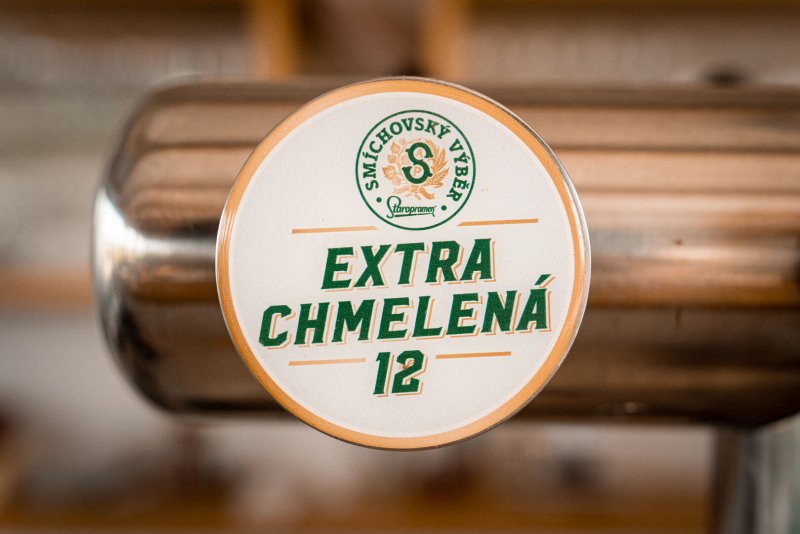 SMÍCHOVSKÝ VÝBĚR
S
Staropramen
EXTRA
CHMELENÁ
12